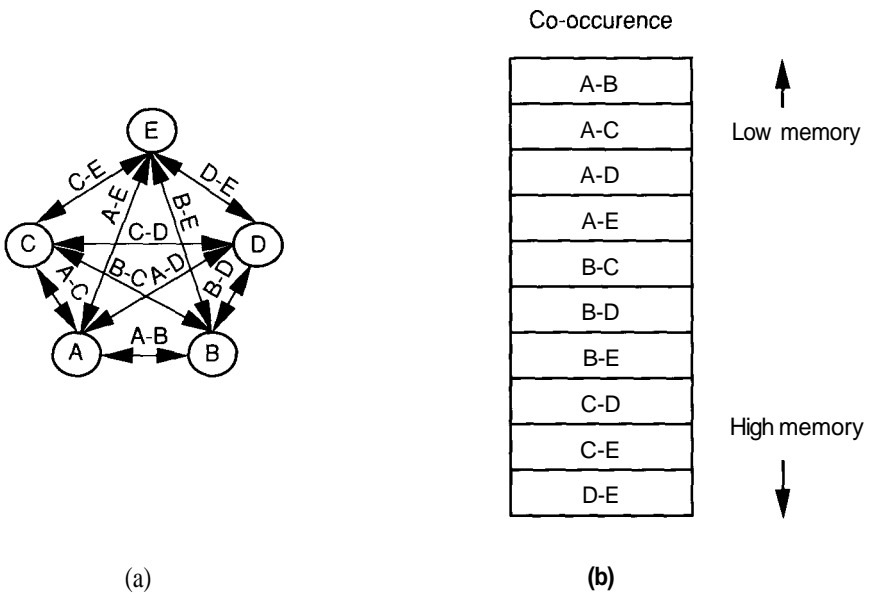 E
C-E
D-E
A-E
B-E
C
C-D
D
A-C
B-C
A-D
B-D
A
A-B
B
(a)
Co-occurence
A-B
A-C
A-D
A-E
B-C
B-D
B-E
C-D
C-E
D-E
Low memory
High memory
(b)